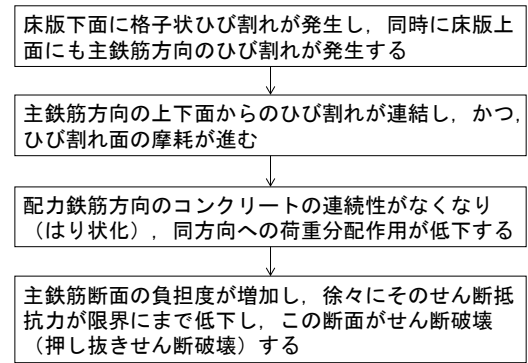 床版下面に格子状ひび割れが発生し，同時に床版上
面にも主鉄筋方向のひび割れが発生する
主鉄筋方向の上下面からのひび割れが連結し，かつ，
ひび割れ面の摩耗が進む
配力鉄筋方向のコンクリートの連続性がなくなり
（はり状化），同方向への荷重分配作用が低下する
主鉄筋断面の負担度が増加し，徐々にそのせん断抵
抗力が限界にまで低下し，この断面がせん断破壊
（押し抜きせん断破壊）する